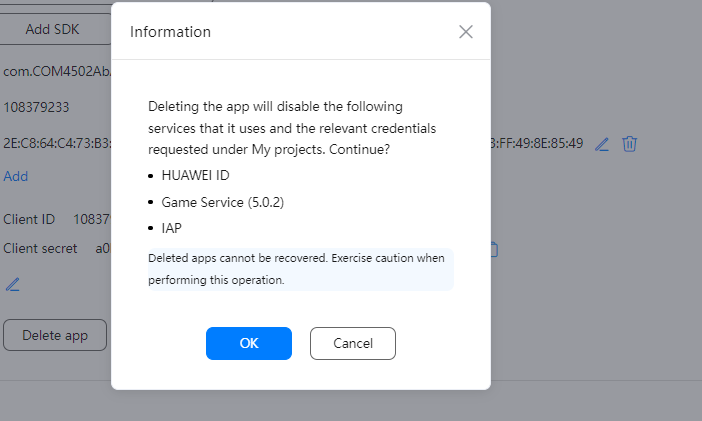 Add SDK
Information
com.COM4502Ab
108379233
Deleting the app will disable the following
services that it uses and the relevant credentials
requested under My projects. Continue?
2E:C8:64:C4:73:B3:
:FF:49:8E:85:49
Add
HUAWEI ID
Game Service (5.0.2)
IAP
Client ID 10837
Client secret a0
Deleted apps cannot be recovered. Exercise caution when
performing this operation.
Delete app
OK
Cancel